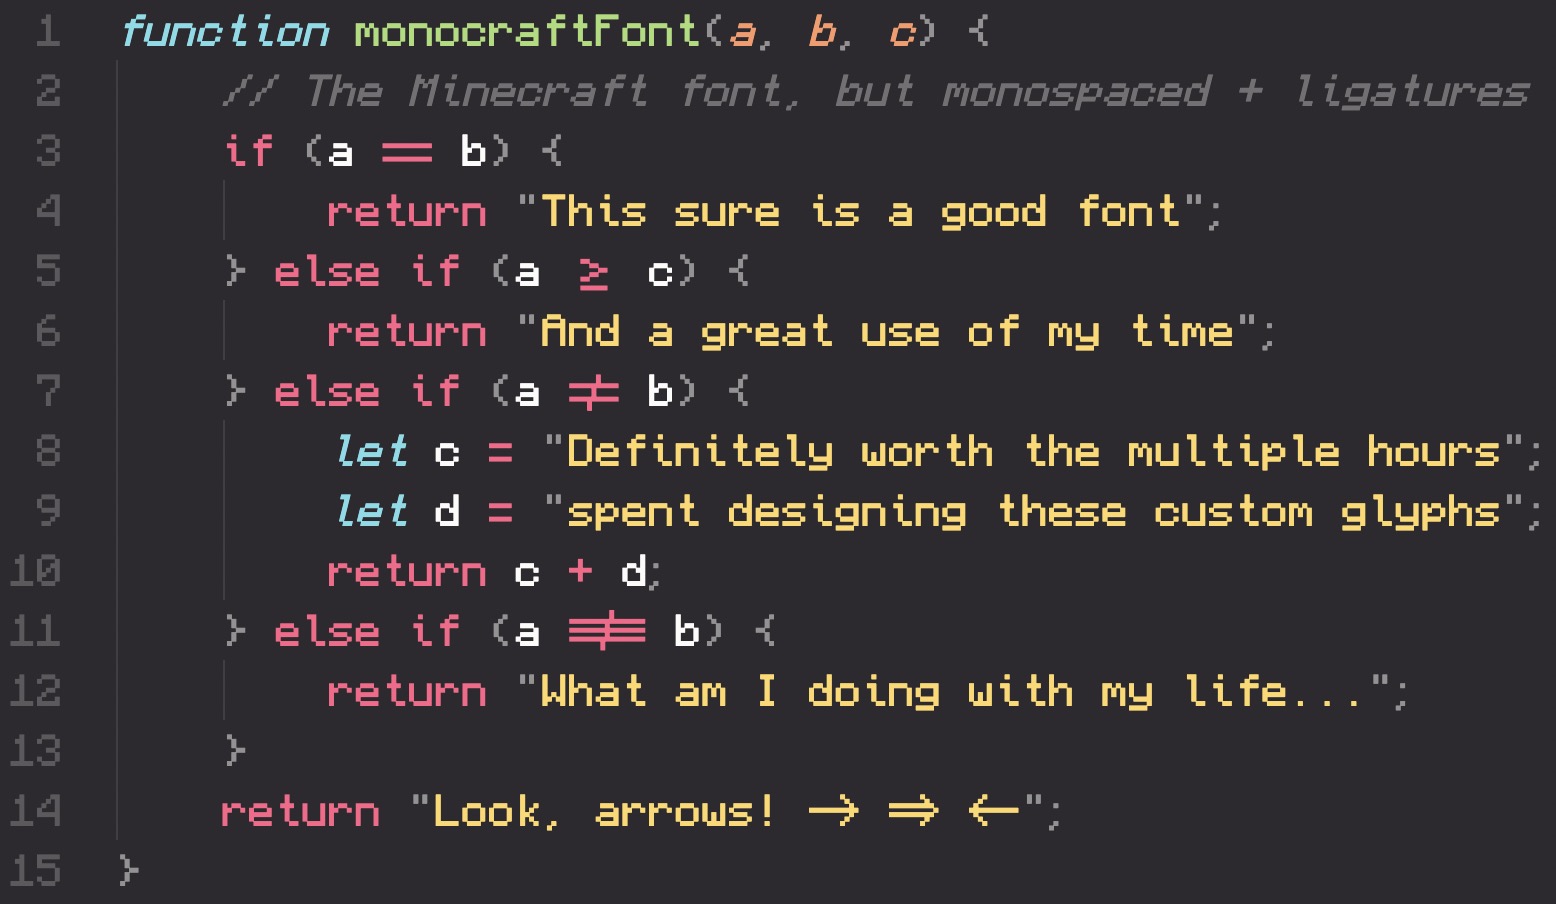 1 function monocraftFont(a, b, c) {
2 // The Minecraft font, but monospaced + ligatures
3 if (a == b) {
4 return "This sure is a good font";
5 } else if (a ≥ c) {
6 return "And a great use of my time";
7 } else if (a ≠ b) {
8 let c = "Definitely worth the multiple hours";
9 let d = "spent designing these custom glyphs";
10 return c + d;
11 } else if (a !== b) {
12 return "What am I doing with my life...";
13 }
14 return "Look, arrows! → ⇒ ←";
15 }